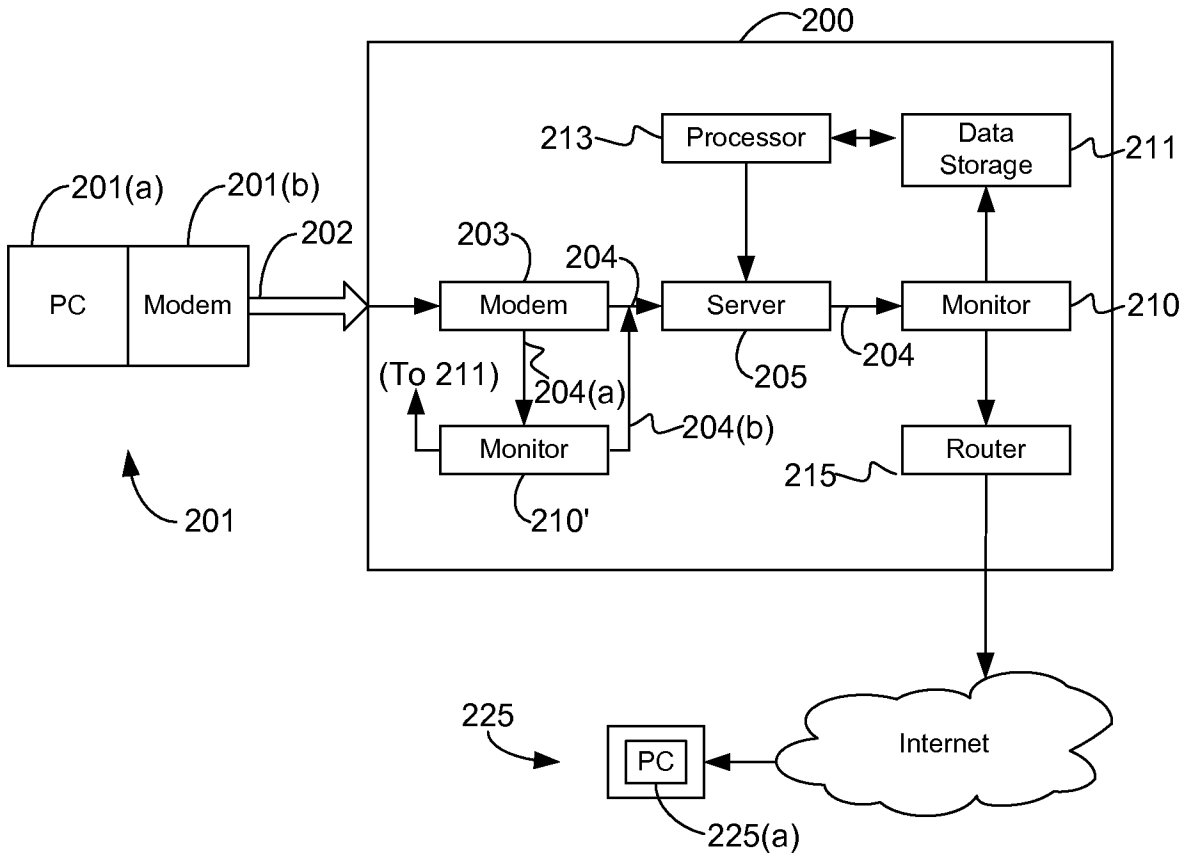 200
213
Processor
Data
Storage
211
201(a)
201(b)
202
203
204
PC
Modem
Modem
Server
Monitor
210
204
205
(To 211)
204(a)
204(b)
Monitor
Router
215
210'
201
225
PC
Internet
225(a)